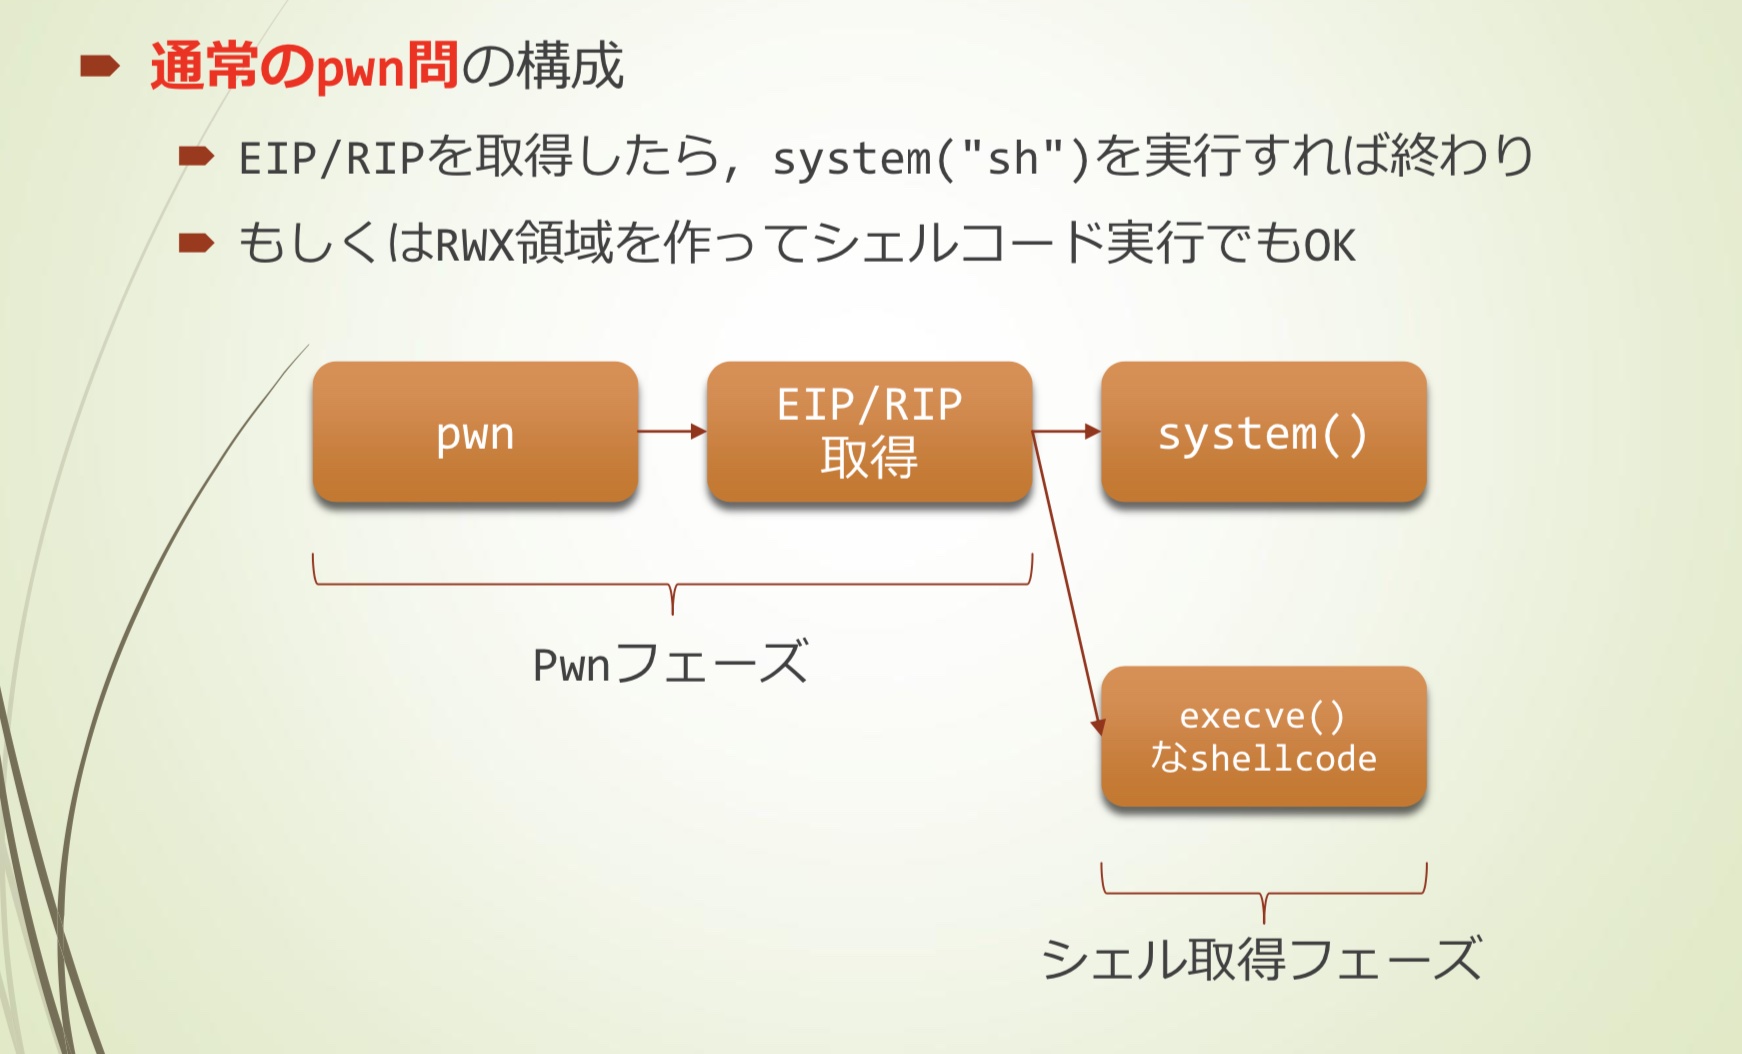 通常のpwn問の構成
EIP/RIPを取得したら, system("sh")を実行すれば終わり
もしくはRWX領域を作ってシェルコード実行でもOK
pwn
EIP/RIP
取得
system()
Pwnフェーズ
execve()
なshellcode
シェル取得フェーズ